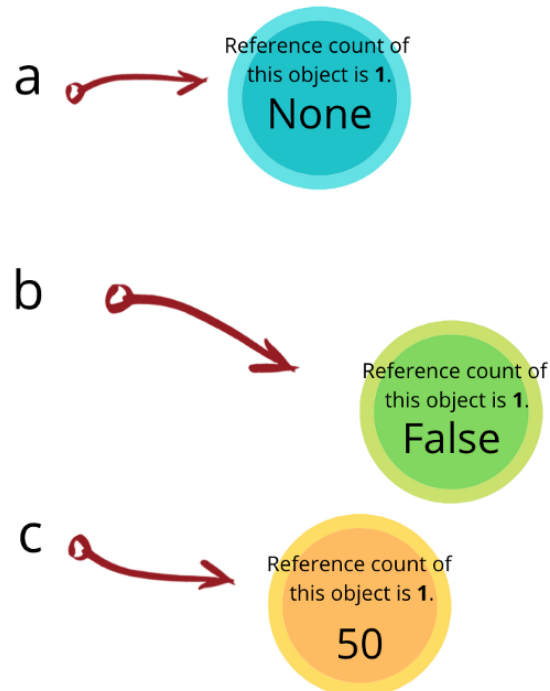 a
Reference count of
this object is 1.
None
b
Reference count of
this object is 1.
False
c
Reference count of
this object is 1.
50